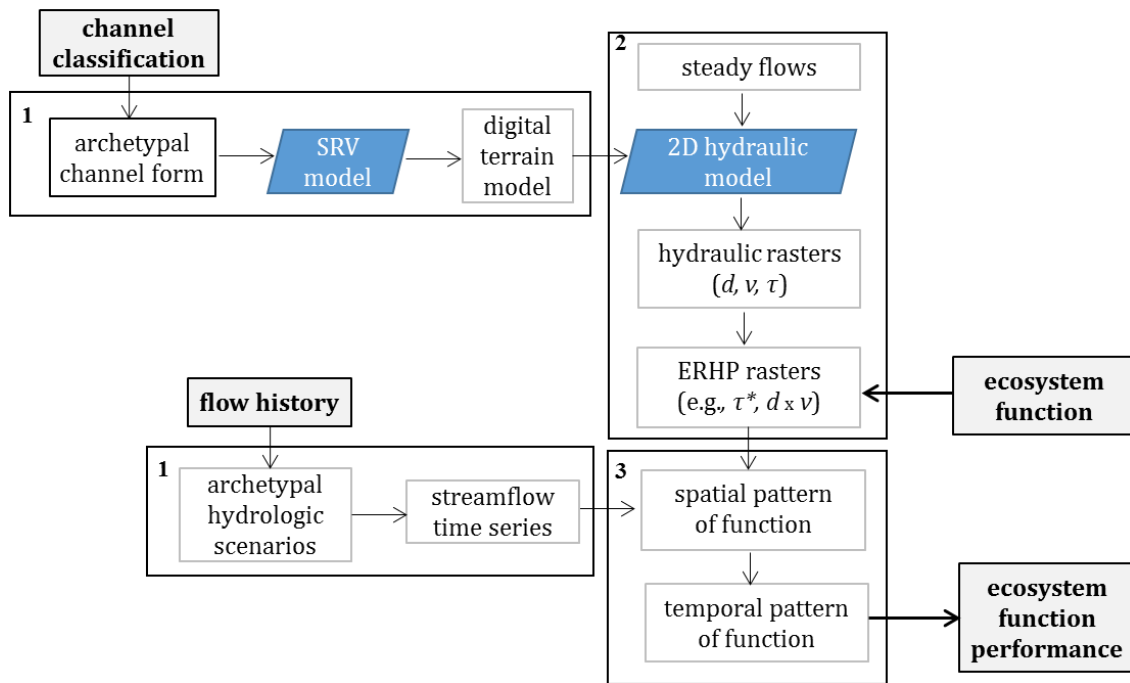 channel
classification
1
archetypal
channel form
SRV
model
digital
terrain
model
2
steady flows
2D hydraulic
model
hydraulic rasters
(d, v, τ)
ERHP rasters
(e.g., τ*, d x v)
ecosystem
function
flow history
1
archetypal
hydrologic
scenarios
streamflow
time series
3
spatial pattern
of function
temporal pattern
of function
ecosystem
function
performance